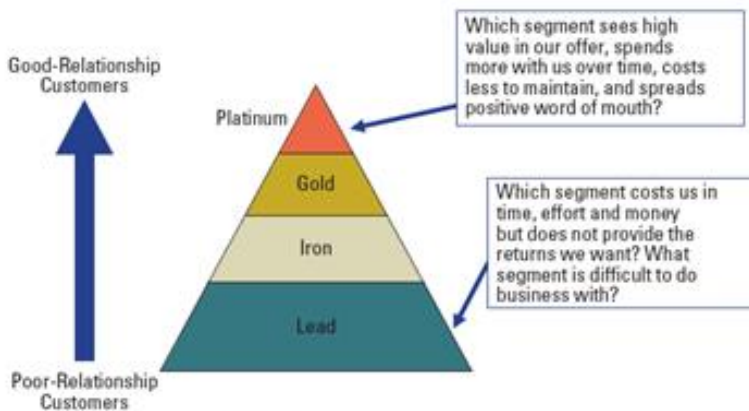 Good-Relationship
Customers
Platinum
Gold
Iron
Lead
Poor-Relationship
Customers
Which segment sees high
value in our offer, spends
more with us over time, costs
less to maintain, and spreads
positive word of mouth?
Which segment costs us in
time, effort and money
but does not provide the
returns we want? What
segment is difficult to do
business with?